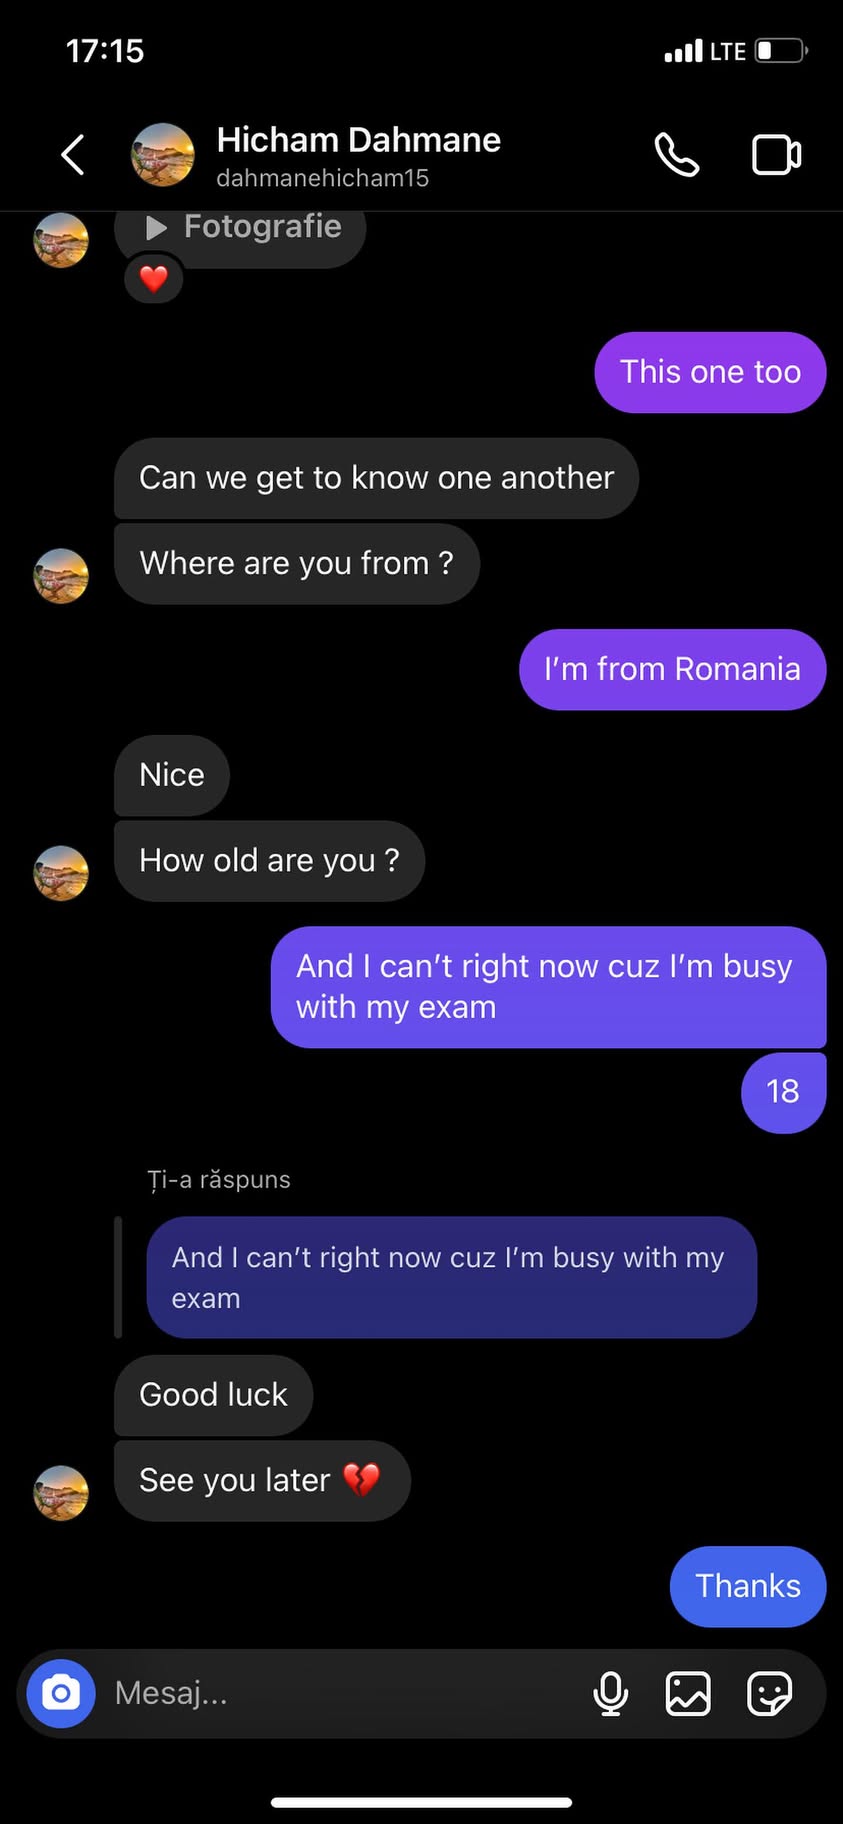 17:15
LTE
Hicham Dahmane
dahmanehicham15
Fotografie
This one too
Can we get to know one another
Where are you from ?
I'm from Romania
Nice
How old are you ?
And I can't right now cuz I'm busy
with my exam
18
Ți-a răspuns
And I can't right now cuz I'm busy with my
exam
Good luck
See you later 💔
Thanks
Mesaj...